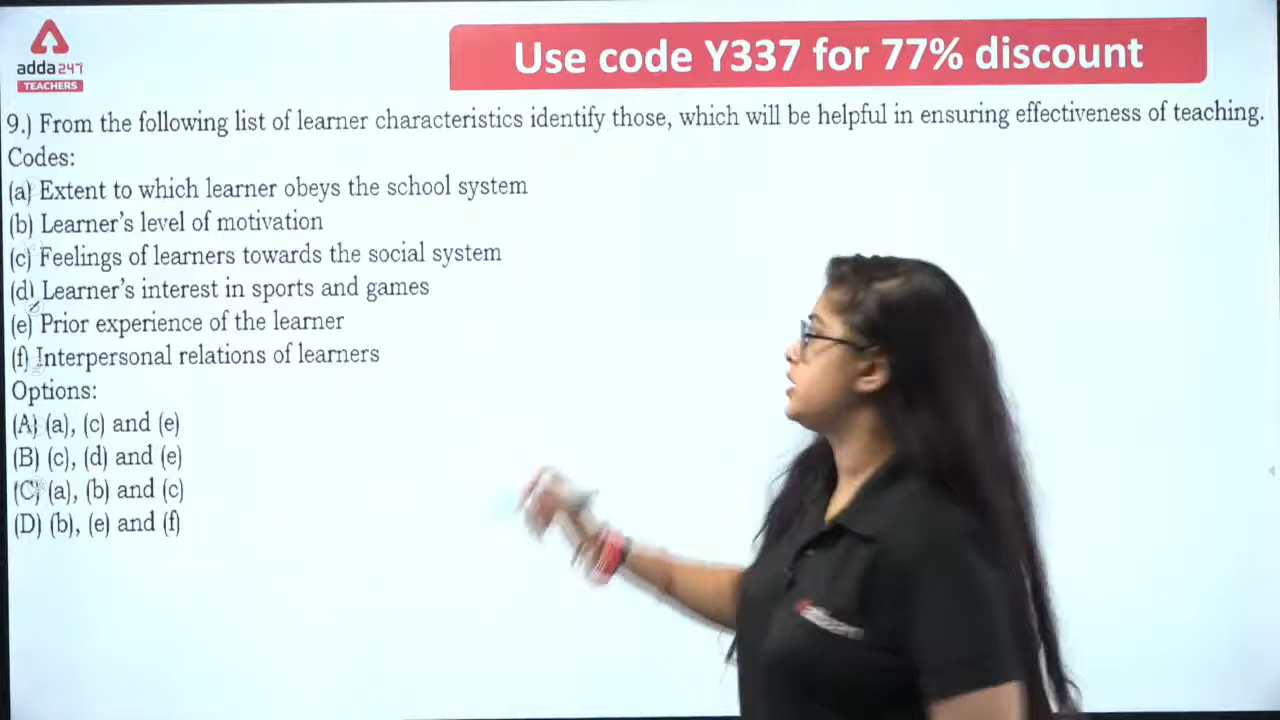 adda247
TEACHERS
Use code Y337 for 77% discount
9.) From the following list of learner characteristics identify those, which will be helpful in ensuring effectiveness of teaching.
Codes:
(a) Extent to which learner obeys the school system
(b) Learner's level of motivation
(c) Feelings of learners towards the social system
(d) Learner's interest in sports and games
(e) Prior experience of the learner
(f) Interpersonal relations of learners
Options:
(A) (a), (c) and (e)
(B) (c), (d) and (e)
(C) (a), (b) and (c)
(D) (b), (e) and (f)